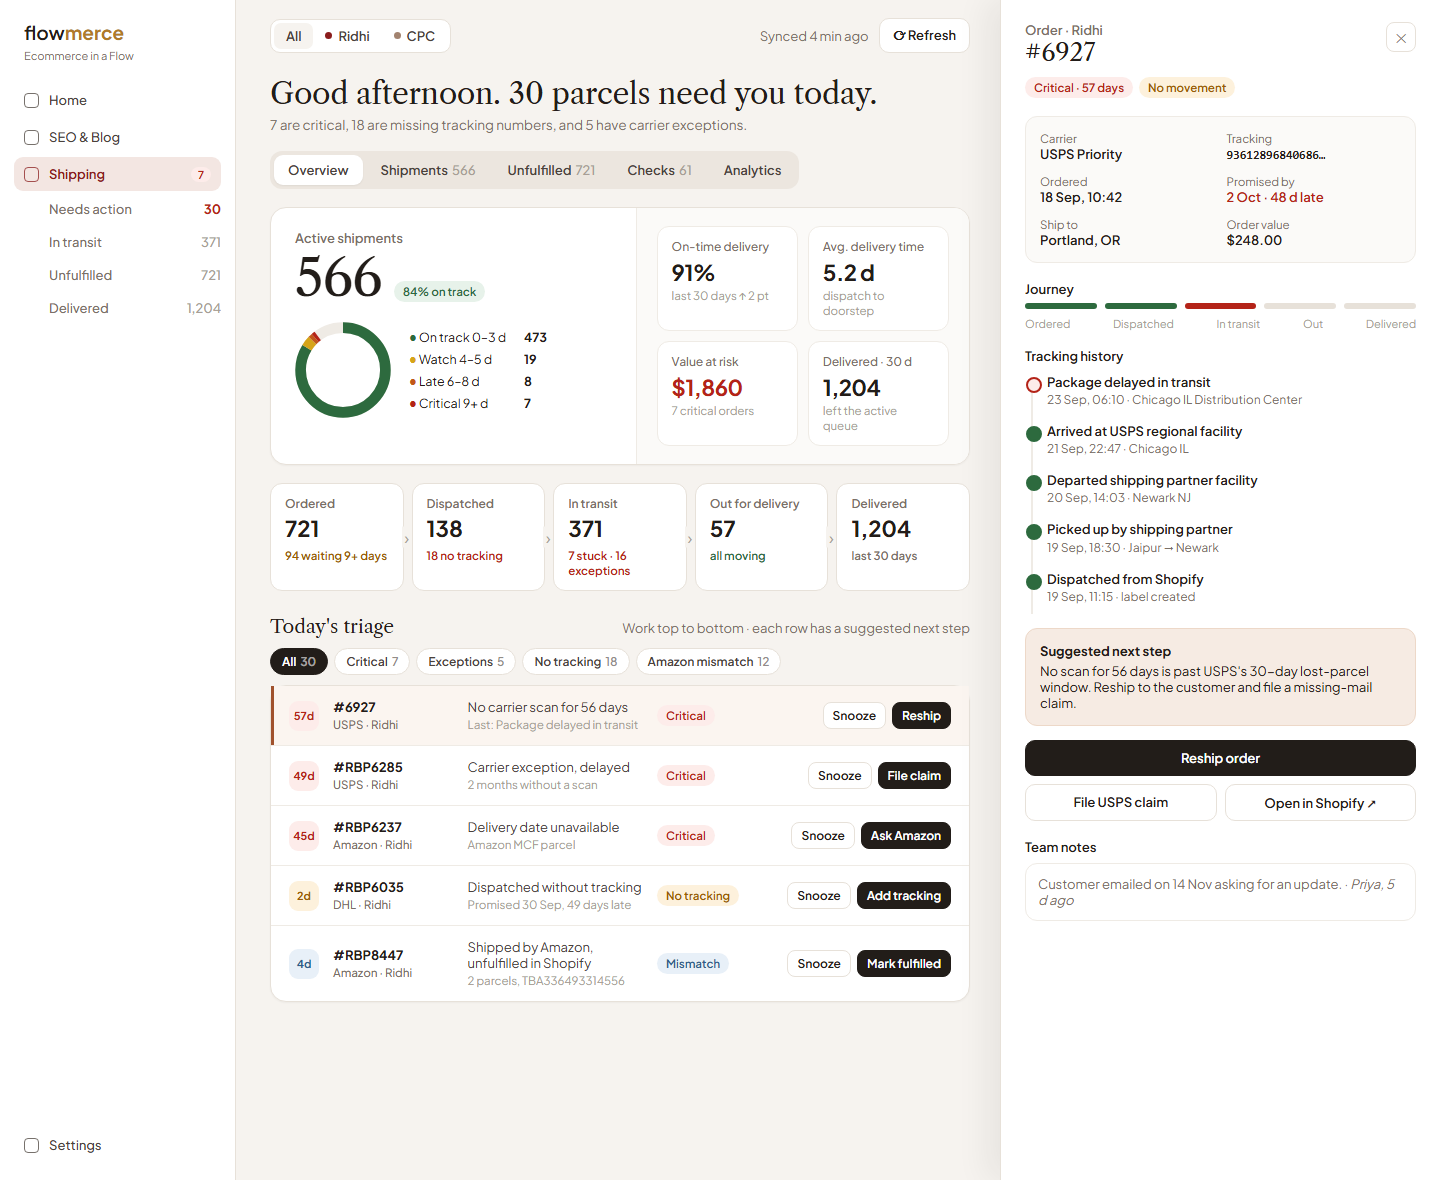 flowmerce
Ecommerce in a Flow
Home
SEO & Blog
Shipping 7
Needs action 30
In transit 371
Unfulfilled 721
Delivered 1,204
Settings
All Ridhi CPC
Synced 4 min ago ⟳ Refresh
Good afternoon. 30 parcels need you today.
7 are critical, 18 are missing tracking numbers, and 5 have carrier exceptions.
Overview Shipments 566 Unfulfilled 721 Checks 61 Analytics
Active shipments
566 84% on track
On track 0–3 d 473
Watch 4–5 d 19
Late 6–8 d 8
Critical 9+ d 7
On-time delivery
91%
last 30 days ↑ 2 pt
Avg. delivery time
5.2 d
dispatch to
doorstep
Value at risk
$1,860
7 critical orders
Delivered · 30 d
1,204
left the active
queue
Ordered
721
94 waiting 9+ days
›
Dispatched
138
18 no tracking
›
In transit
371
7 stuck · 16
exceptions
›
Out for delivery
57
all moving
›
Delivered
1,204
last 30 days
Today's triage
Work top to bottom · each row has a suggested next step
All 30 Critical 7 Exceptions 5 No tracking 18 Amazon mismatch 12
57d
#6927
USPS · Ridhi
No carrier scan for 56 days
Last: Package delayed in transit
Critical
Snooze Reship
49d
#RBP6285
USPS · Ridhi
Carrier exception, delayed
2 months without a scan
Critical
Snooze File claim
45d
#RBP6237
Amazon · Ridhi
Delivery date unavailable
Amazon MCF parcel
Critical
Snooze Ask Amazon
2d
#RBP6035
DHL · Ridhi
Dispatched without tracking
Promised 30 Sep, 49 days late
No tracking
Snooze Add tracking
4d
#RBP8447
Amazon · Ridhi
Shipped by Amazon,
unfulfilled in Shopify
2 parcels, TBA336493314556
Mismatch
Snooze Mark fulfilled
Order · Ridhi
#6927
×
Critical · 57 days No movement
Carrier
USPS Priority
Tracking
93612896840686…
Ordered
18 Sep, 10:42
Promised by
2 Oct · 48 d late
Ship to
Portland, OR
Order value
$248.00
Journey
Ordered Dispatched In transit Out Delivered
Tracking history
Package delayed in transit
23 Sep, 06:10 · Chicago IL Distribution Center
Arrived at USPS regional facility
21 Sep, 22:47 · Chicago IL
Departed shipping partner facility
20 Sep, 14:03 · Newark NJ
Picked up by shipping partner
19 Sep, 18:30 · Jaipur → Newark
Dispatched from Shopify
19 Sep, 11:15 · label created
Suggested next step
No scan for 56 days is past USPS's 30-day lost-parcel
window. Reship to the customer and file a missing-mail
claim.
Reship order
File USPS claim Open in Shopify ↗
Team notes
Customer emailed on 14 Nov asking for an update. · Priya, 5
d ago